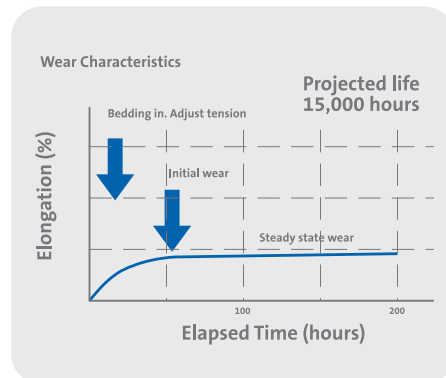 Wear Characteristics
Projected life
15,000 hours
Bedding in. Adjust tension
Initial wear
Steady state wear
Elongation (%)
100
200
Elapsed Time (hours)